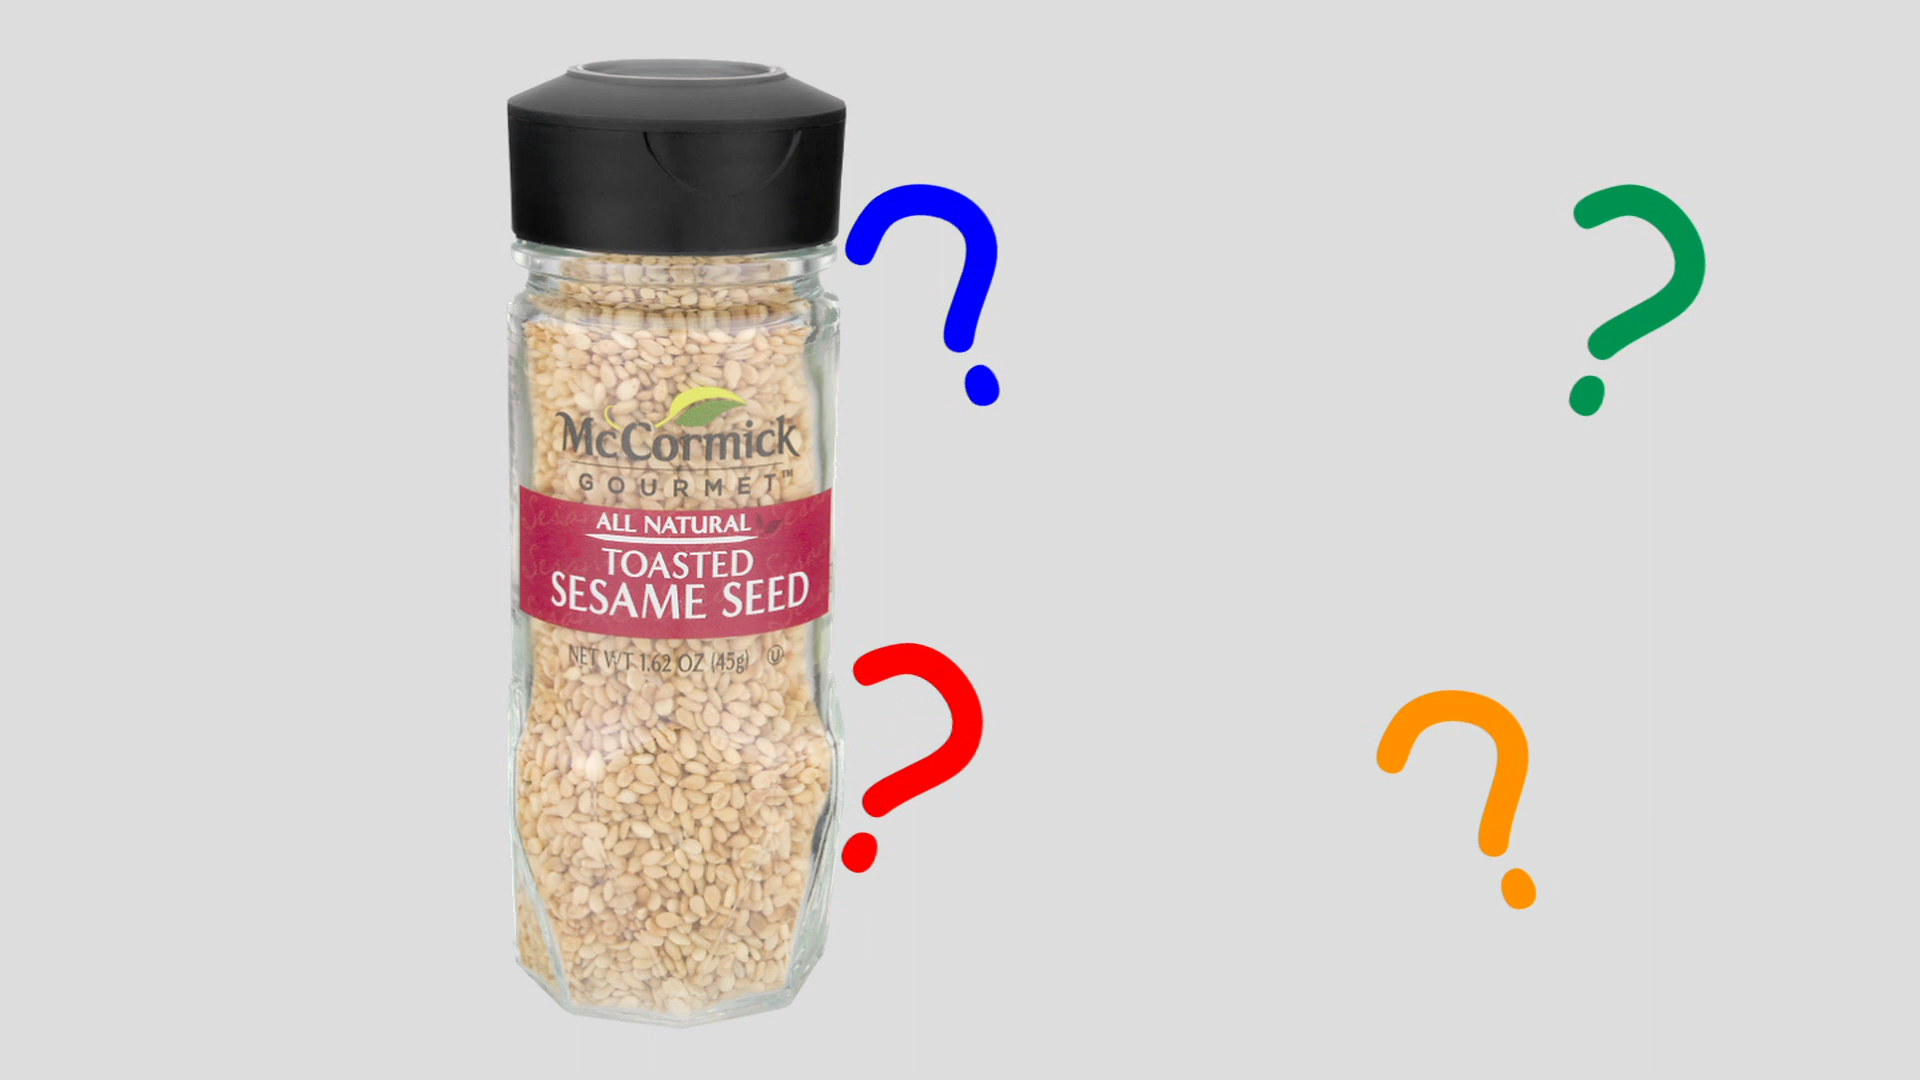 McCormick
GOURMET™
ALL NATURAL
TOASTED
SESAME SEED
NET WT 1.62 OZ (45g) Ⓤ
?
?
?
?